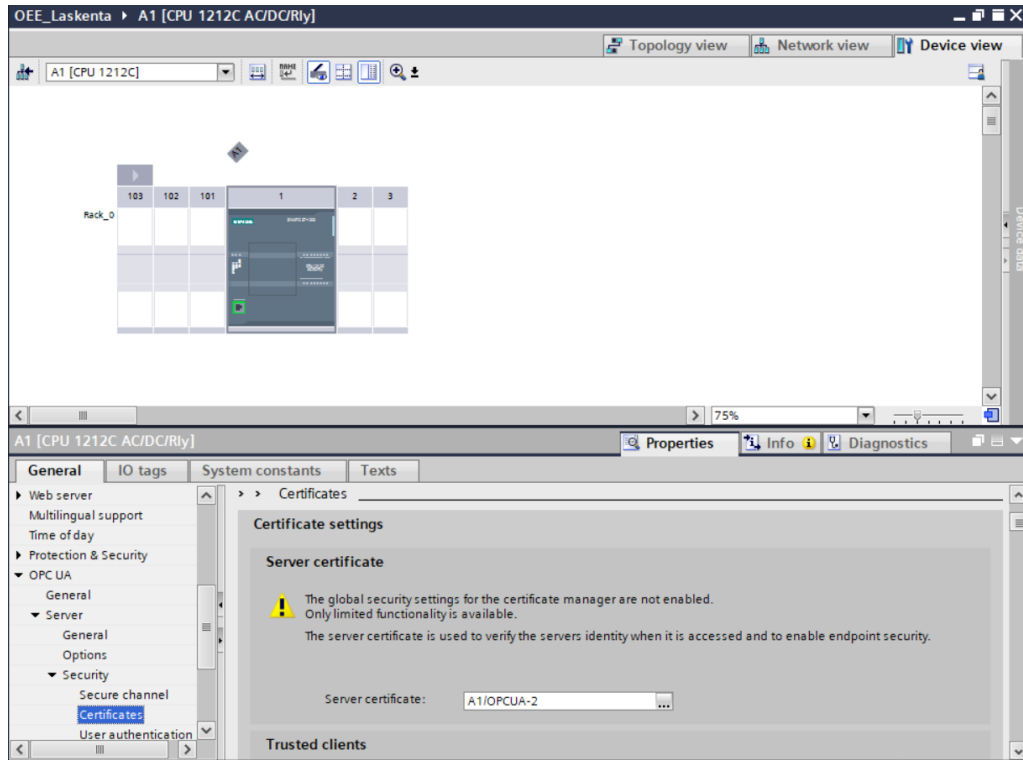 OEE_Laskenta ▸ A1 [CPU 1212C AC/DC/Rly]
Topology view Network view Device view
A1 [CPU 1212C]
A1
103 102 101 1 2 3
Rack_0
SIEMENS
Device data
75%
A1 [CPU 1212C AC/DC/Rly]
Properties Info Diagnostics
General IO tags System constants Texts
Web server
Multilingual support
Time of day
Protection & Security
OPC UA
General
Server
General
Options
Security
Secure channel
Certificates
User authentication
> > Certificates
Certificate settings
Server certificate
The global security settings for the certificate manager are not enabled.
Only limited functionality is available.
The server certificate is used to verify the servers identity when it is accessed and to enable endpoint security.
Server certificate: A1/OPCUA-2 ...
Trusted clients